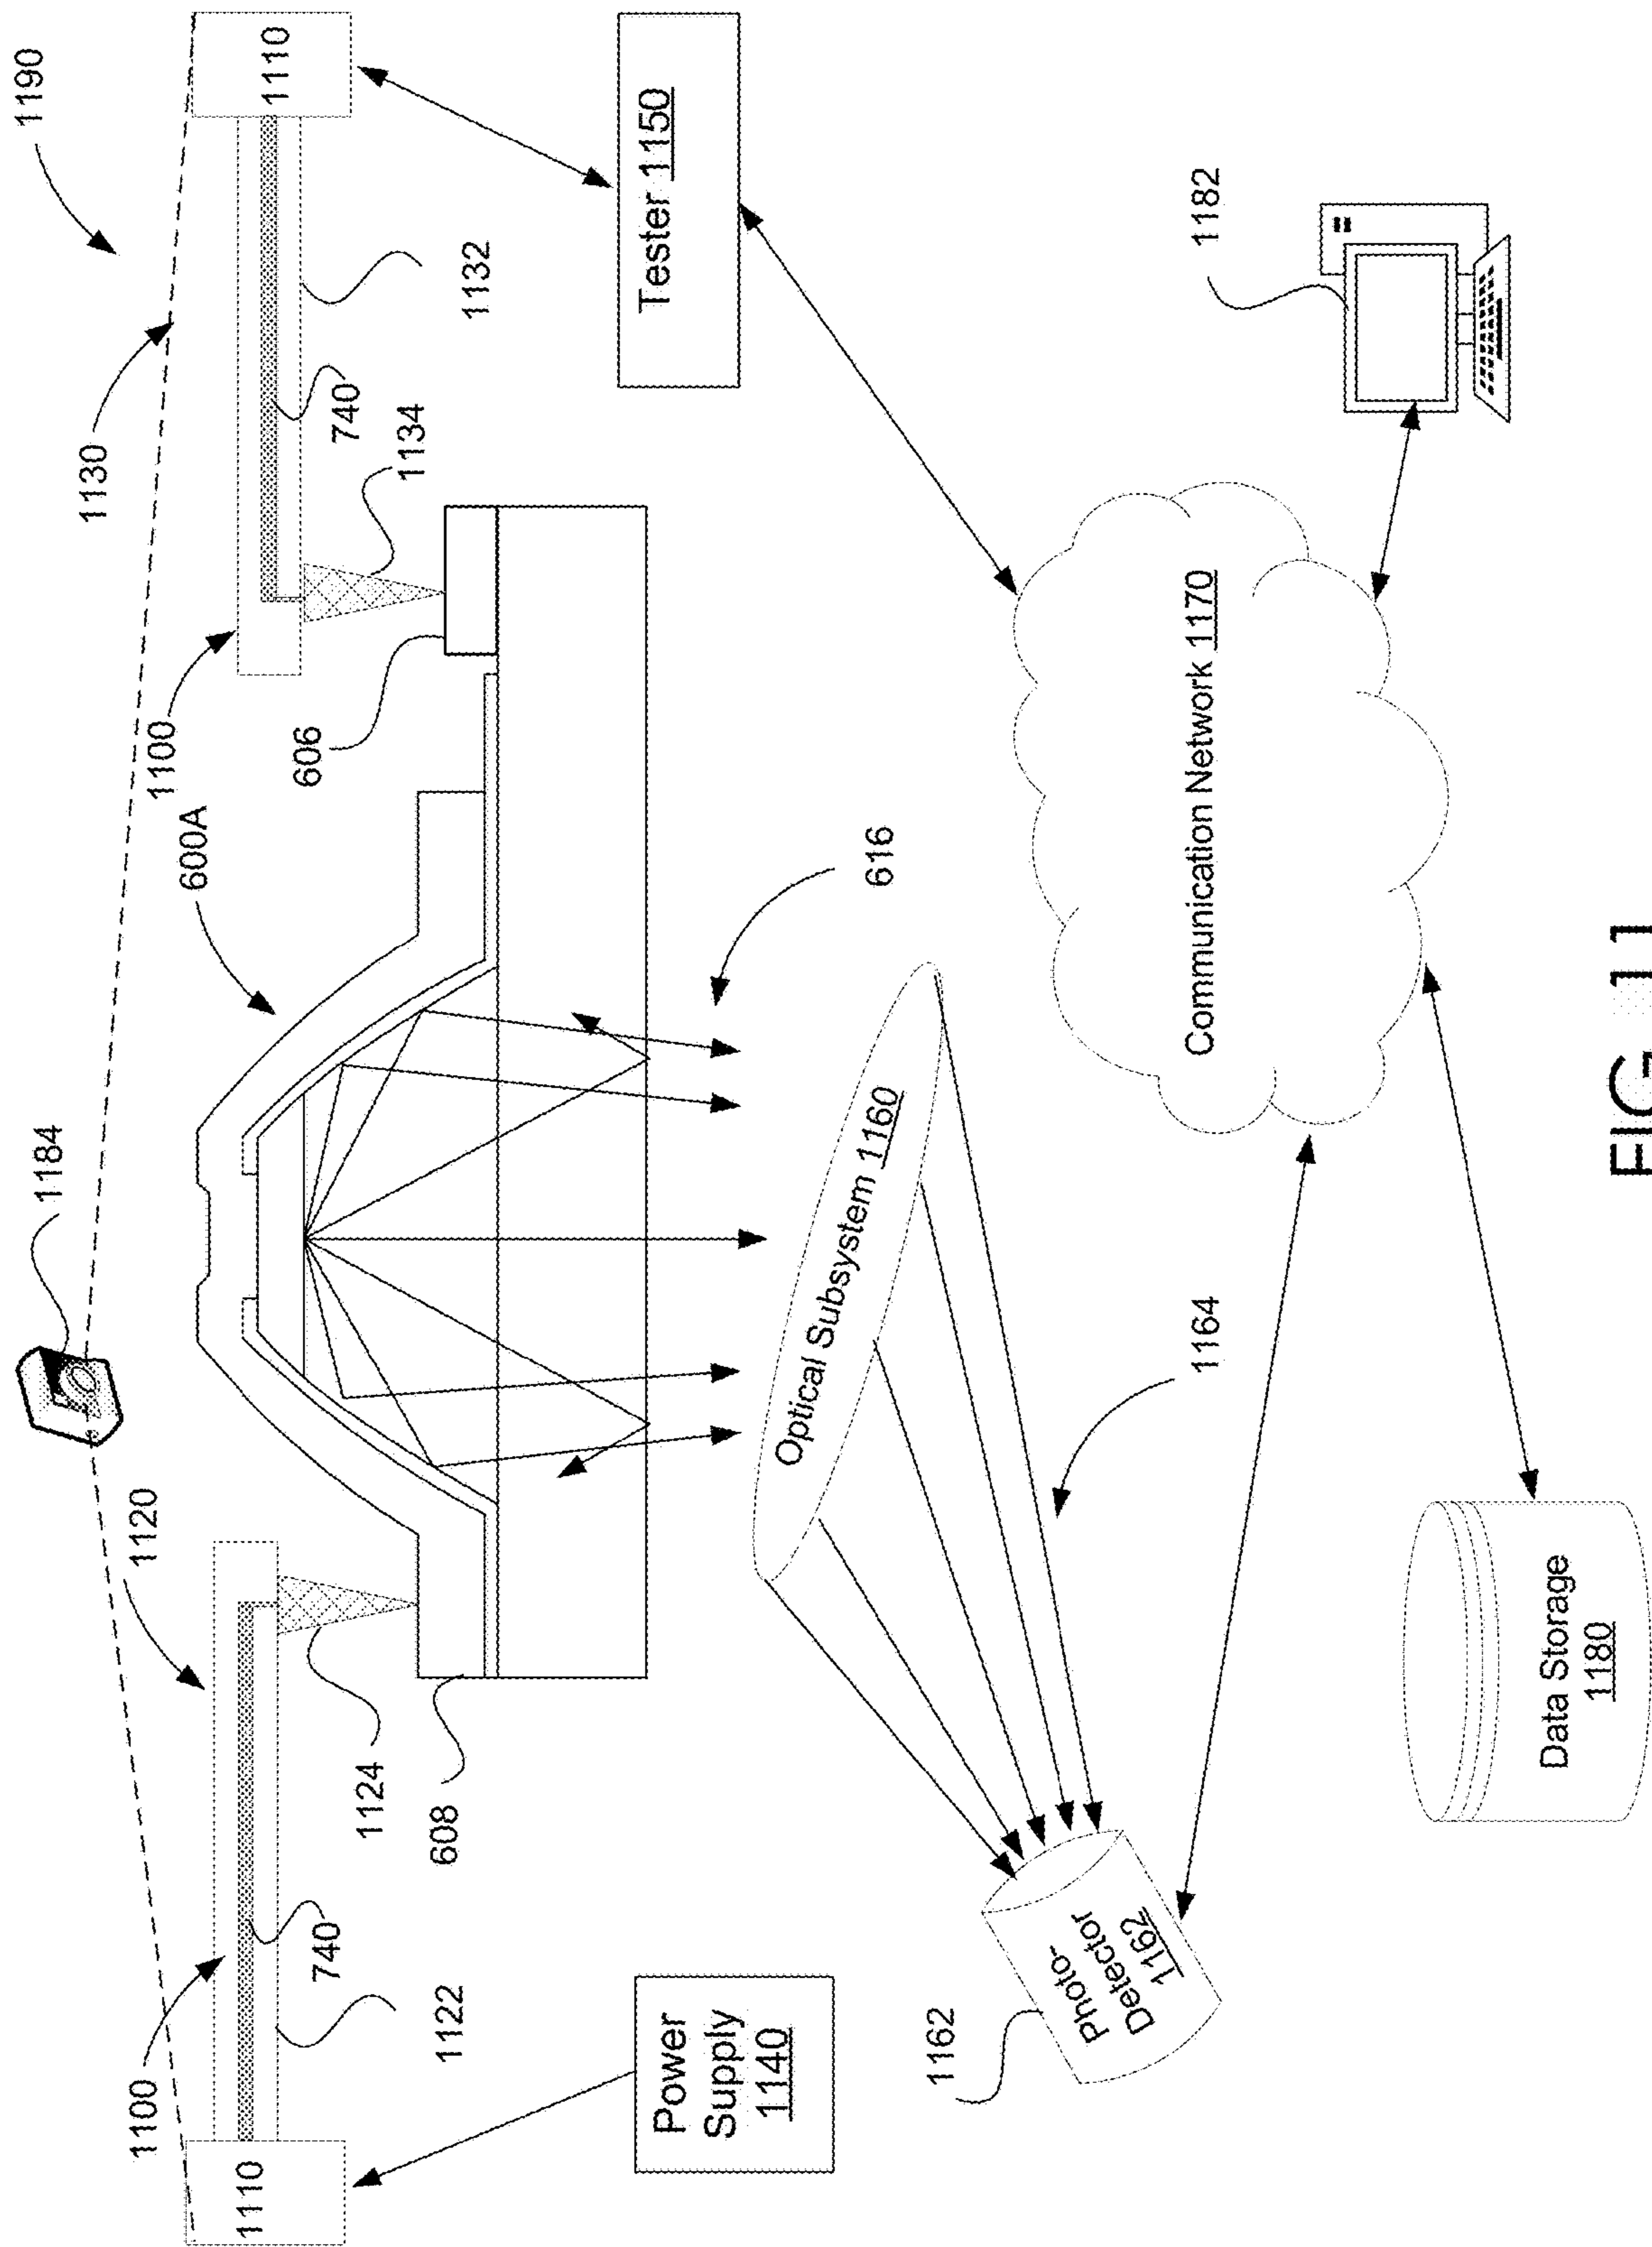 1184
1190
1120
600A
1130
1100
1100
1110
1110
740
740
1132
1122
1124
1134
608
606
616
Power
Supply
1140
Tester 1150
Optical Subsystem 1160
1162
Photo-
Detector
1162
1164
Communication Network 1170
1182
Data Storage
1180
FIG. 11